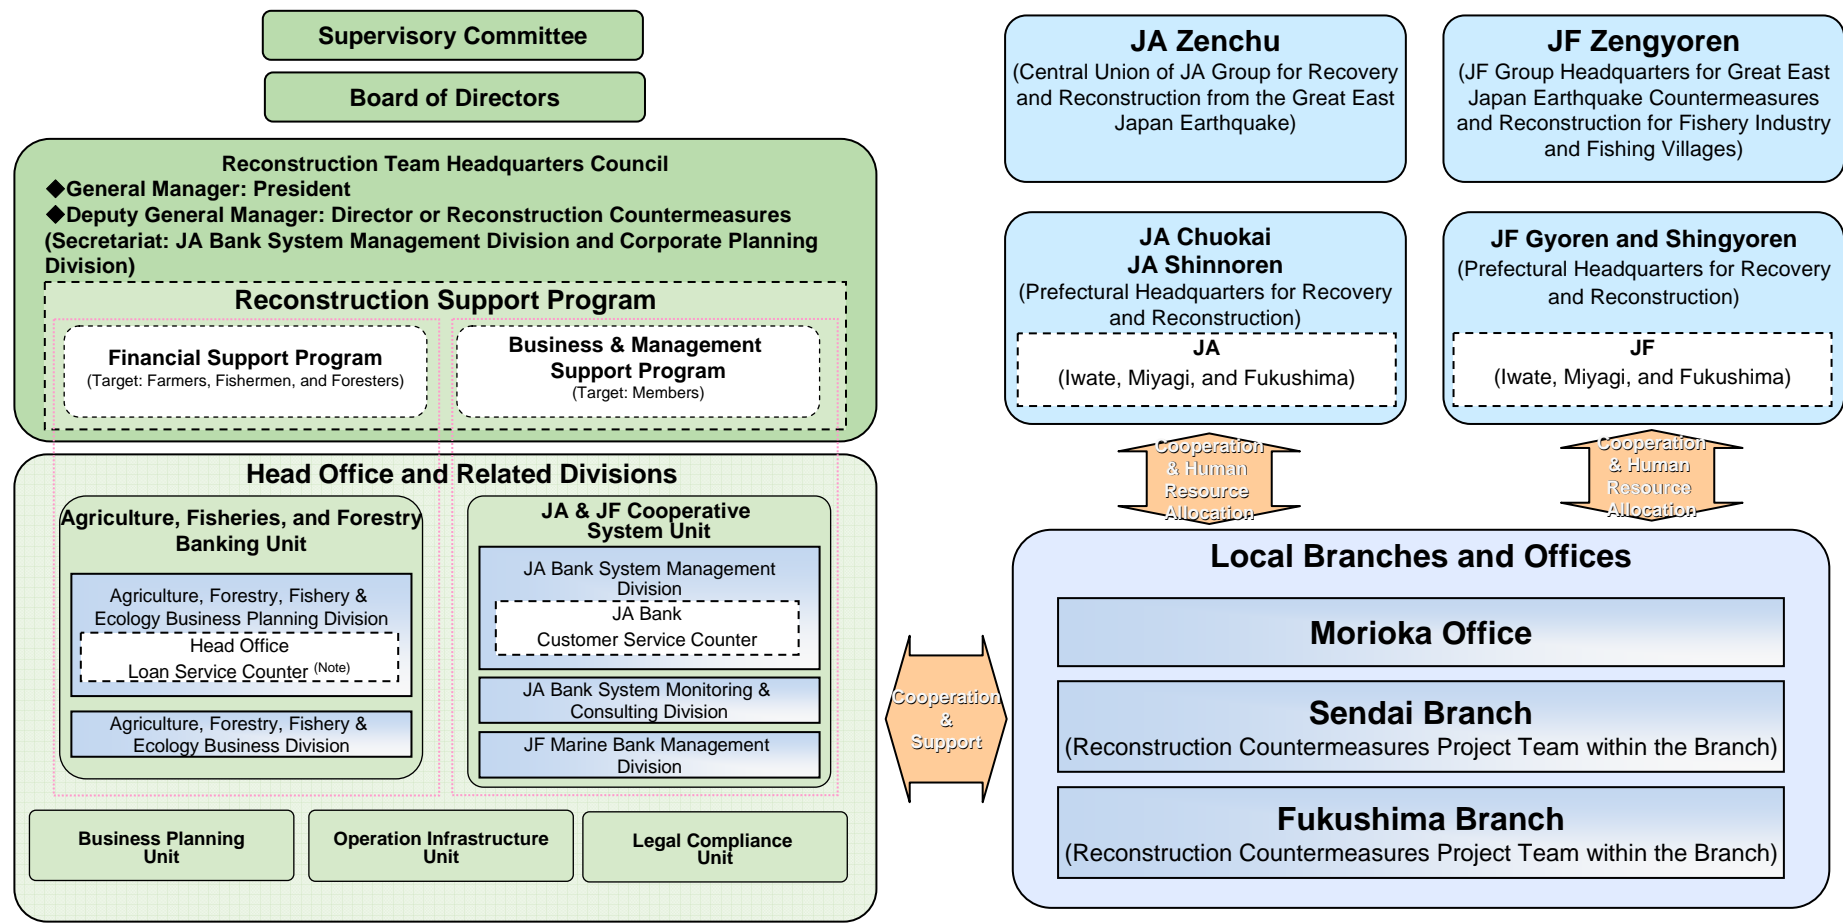 Supervisory Committee
Board of Directors
Reconstruction Team Headquarters Council
◆General Manager: President
◆Deputy General Manager: Director or Reconstruction Countermeasures
(Secretariat: JA Bank System Management Division and Corporate Planning
Division)
Reconstruction Support Program
Financial Support Program
(Target: Farmers, Fishermen, and Foresters)
Business & Management
Support Program
(Target: Members)
Head Office and Related Divisions
Agriculture, Fisheries, and Forestry
Banking Unit
Agriculture, Forestry, Fishery &
Ecology Business Planning Division
Head Office
Loan Service Counter (Note)
Agriculture, Forestry, Fishery &
Ecology Business Division
JA & JF Cooperative
System Unit
JA Bank System Management
Division
JA Bank
Customer Service Counter
JA Bank System Monitoring &
Consulting Division
JF Marine Bank Management
Division
Business Planning
Unit
Operation Infrastructure
Unit
Legal Compliance
Unit
Cooperation
&
Support
JA Zenchu
(Central Union of JA Group for Recovery
and Reconstruction from the Great East
Japan Earthquake)
JF Zengyoren
(JF Group Headquarters for Great East
Japan Earthquake Countermeasures
and Reconstruction for Fishery Industry
and Fishing Villages)
JA Chuokai
JA Shinnoren
(Prefectural Headquarters for Recovery
and Reconstruction)
JA
(Iwate, Miyagi, and Fukushima)
JF Gyoren and Shingyoren
(Prefectural Headquarters for Recovery
and Reconstruction)
JF
(Iwate, Miyagi, and Fukushima)
Cooperation
& Human
Resource
Allocation
Cooperation
& Human
Resource
Allocation
Local Branches and Offices
Morioka Office
Sendai Branch
(Reconstruction Countermeasures Project Team within the Branch)
Fukushima Branch
(Reconstruction Countermeasures Project Team within the Branch)